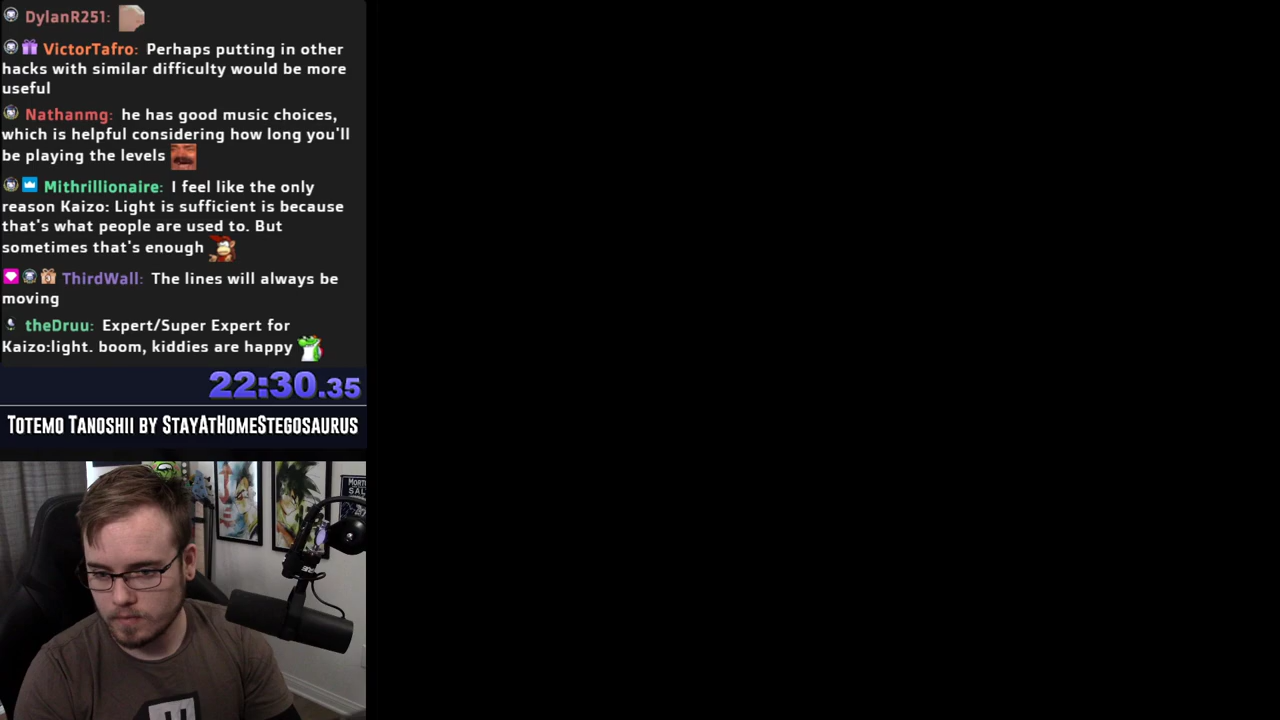 DylanR251:
VictorTafro: Perhaps putting in other
hacks with similar difficulty would be more
useful
Nathanmg: he has good music choices,
which is helpful considering how long you'll
be playing the levels
Mithrillionaire: I feel like the only
reason Kaizo: Light is sufficient is because
that's what people are used to. But
sometimes that's enough
ThirdWall: The lines will always be
moving
theDruu: Expert/Super Expert for
Kaizo:light. boom, kiddies are happy
22:30.35
TOTEMO TANOSHII BY STAYATHOMESTEGOSAURUS